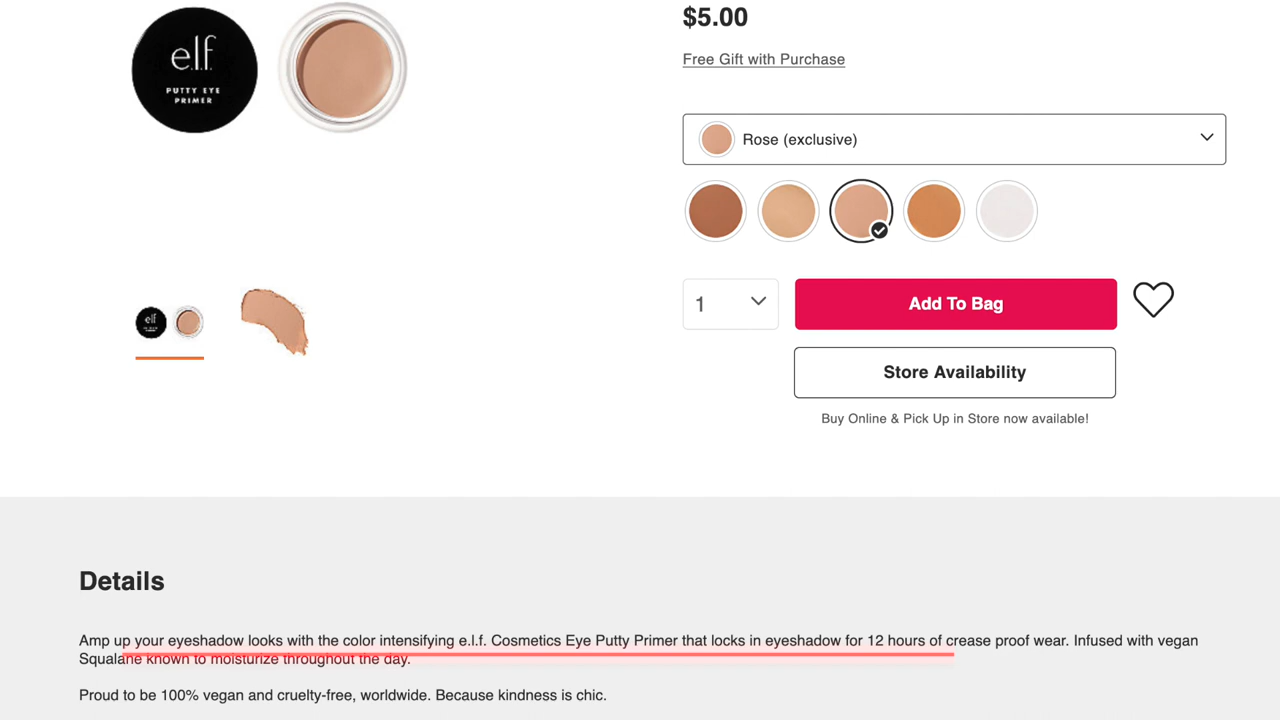 $5.00
Free Gift with Purchase
e.l.f.
PUTTY EYE
PRIMER
Rose (exclusive)
1
Add To Bag
e.l.f.
Store Availability
Buy Online & Pick Up in Store now available!
Details
Amp up your eyeshadow looks with the color intensifying e.l.f. Cosmetics Eye Putty Primer that locks in eyeshadow for 12 hours of crease proof wear. Infused with vegan
Squalane known to moisturize throughout the day.
Proud to be 100% vegan and cruelty-free, worldwide. Because kindness is chic.